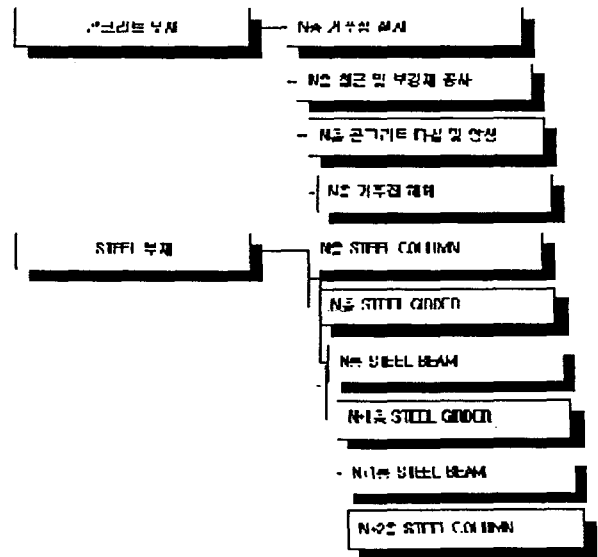 콘크리트 부재
N층 거푸집 설치
N층 철근 및 부강재 공사
N층 콘크리트 타설 및 양생
N층 거푸집 해체
STEEL 부재
N층 STEEL COLUMN
N층 STEEL GIRDER
N층 STEEL BEAM
N+1층 STEEL GIRDER
N+1층 STEEL BEAM
N+2층 STEEL COLUMN